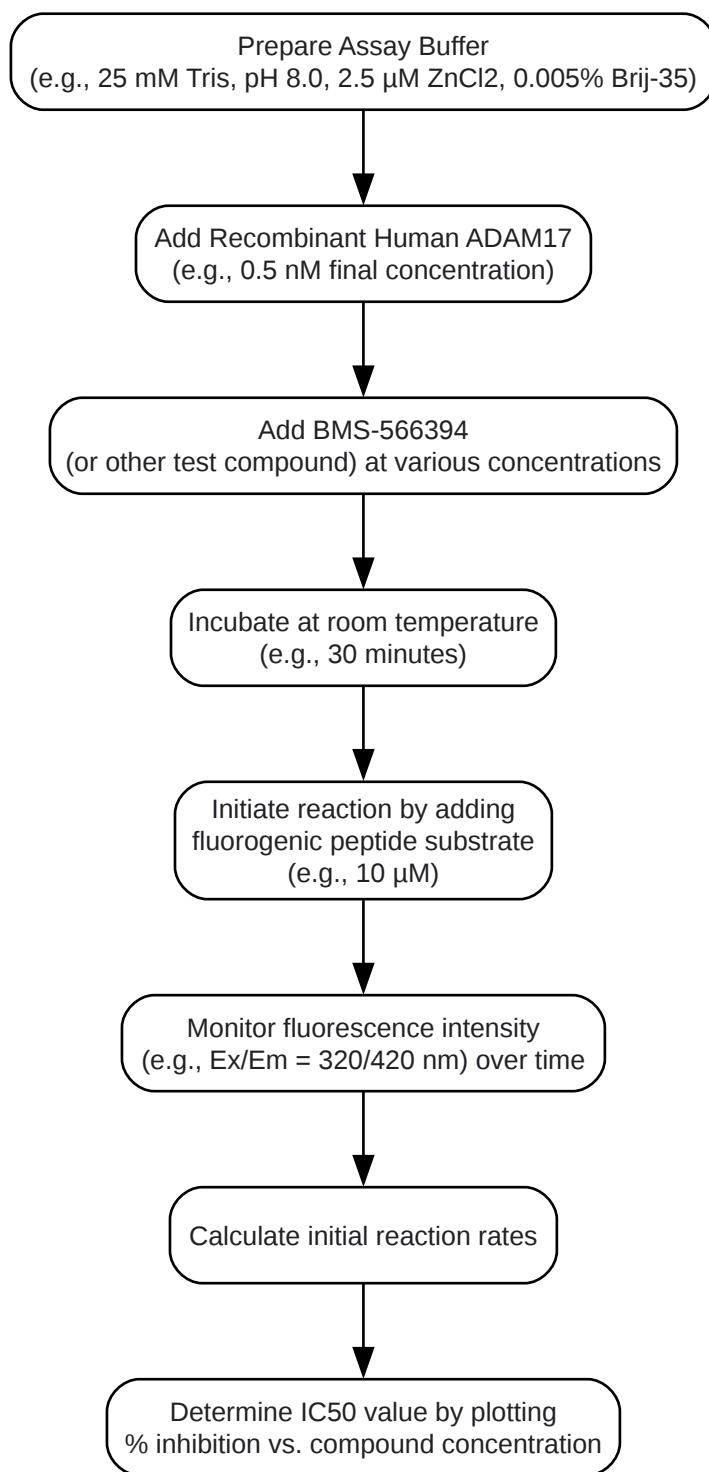 Prepare Assay Buffer
(e.g., 25 mM Tris, pH 8.0, 2.5 µM ZnCl2, 0.005% Brij-35)
Add Recombinant Human ADAM17
(e.g., 0.5 nM final concentration)
Add BMS-566394
(or other test compound) at various concentrations
Incubate at room temperature
(e.g., 30 minutes)
Initiate reaction by adding
fluorogenic peptide substrate
(e.g., 10 µM)
Monitor fluorescence intensity
(e.g., Ex/Em = 320/420 nm) over time
Calculate initial reaction rates
Determine IC50 value by plotting
% inhibition vs. compound concentration